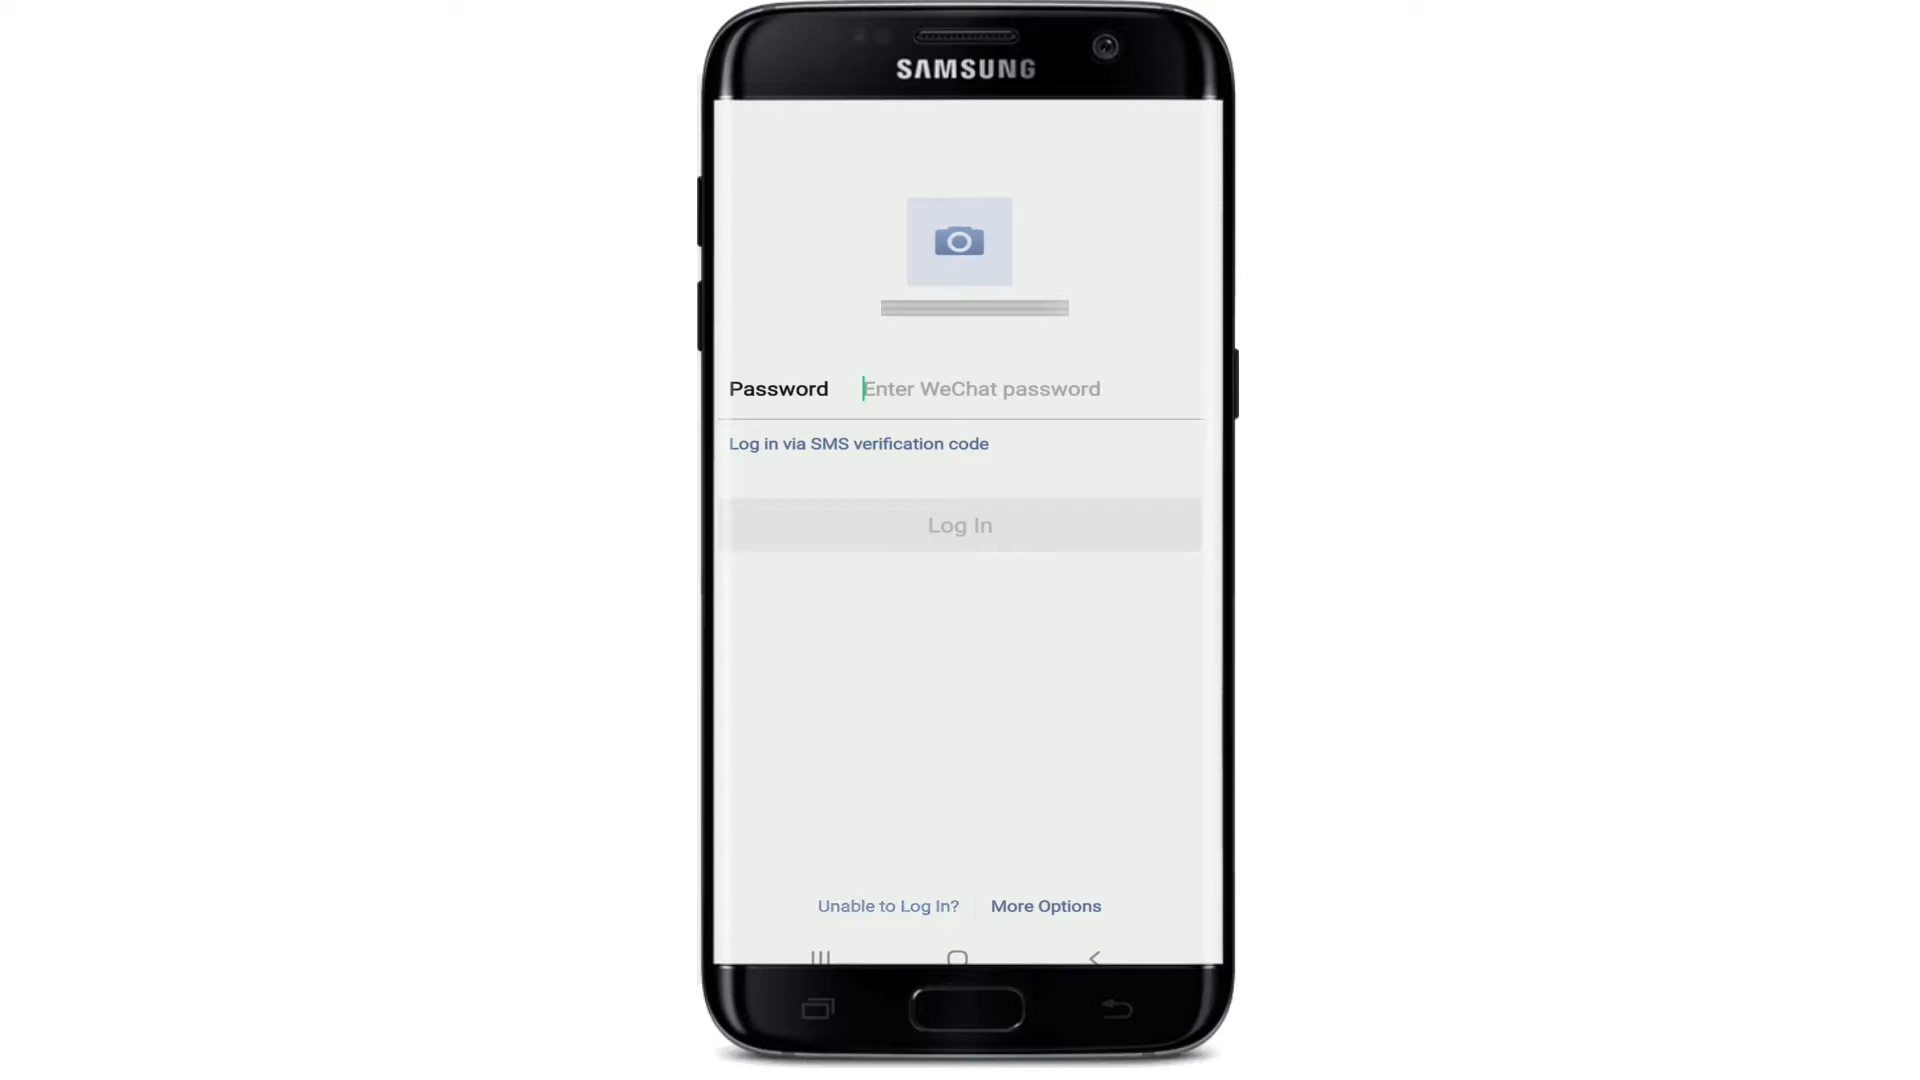 SAMSUNG
Password Enter WeChat password
Log in via SMS verification code
Log In
Unable to Log In? More Options